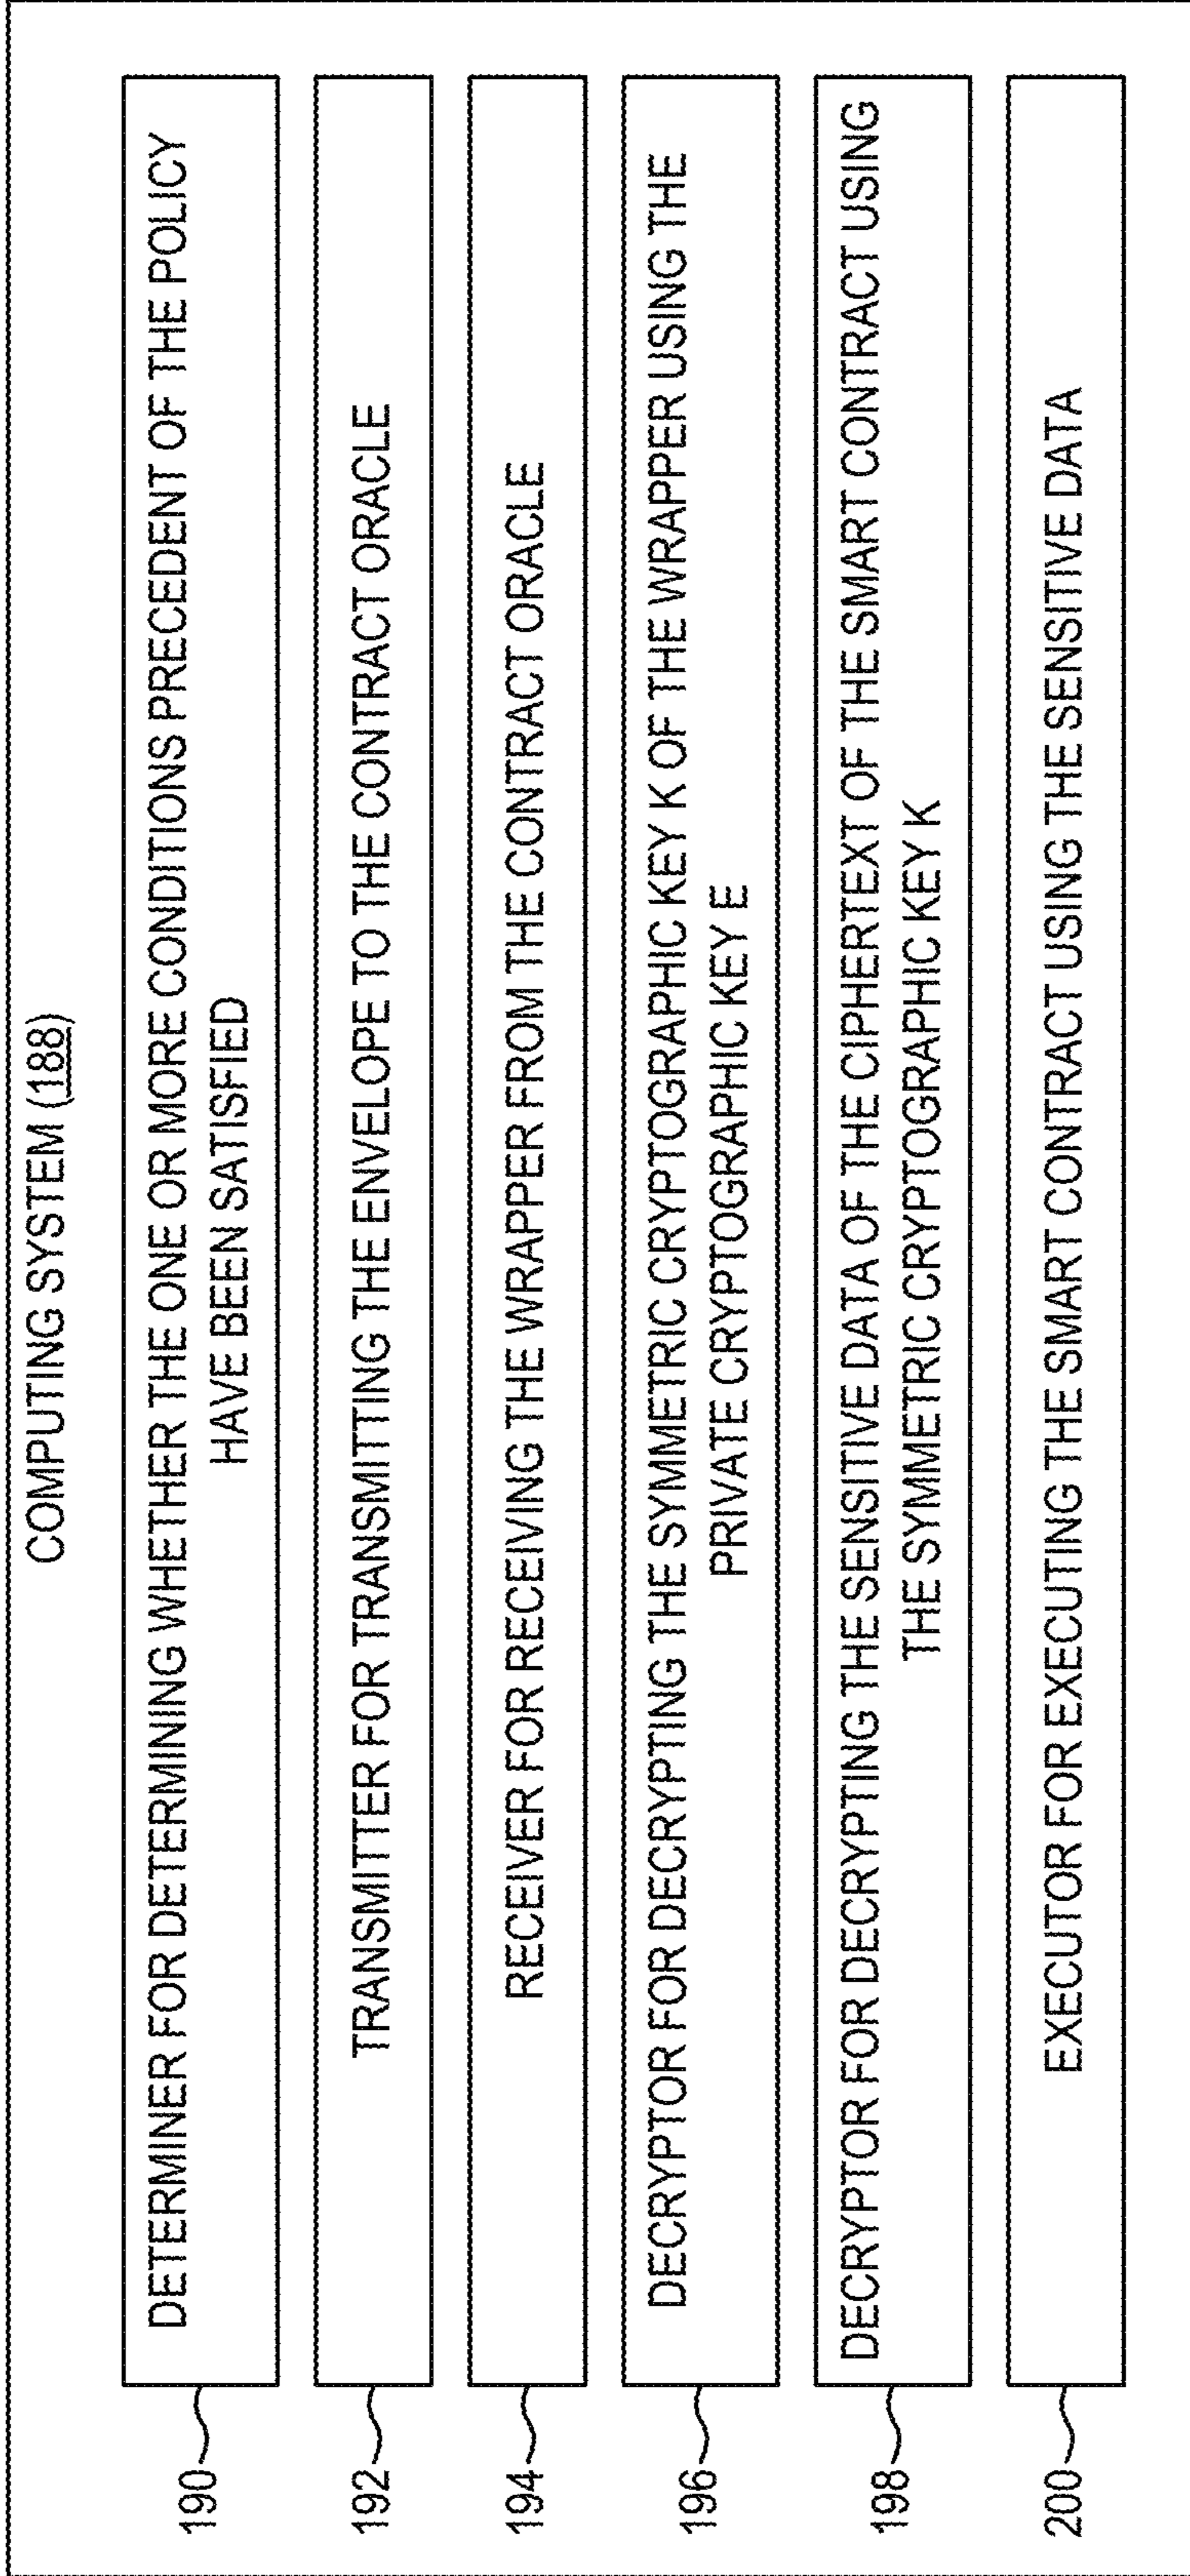 COMPUTING SYSTEM (188)
190
DETERMINER FOR DETERMINING WHETHER THE ONE OR MORE CONDITIONS PRECEDENT OF THE POLICY
HAVE BEEN SATISFIED
192
TRANSMITTER FOR TRANSMITTING THE ENVELOPE TO THE CONTRACT ORACLE
194
RECEIVER FOR RECEIVING THE WRAPPER FROM THE CONTRACT ORACLE
196
DECRYPTOR FOR DECRYPTING THE SYMMETRIC CRYPTOGRAPHIC KEY K OF THE WRAPPER USING THE
PRIVATE CRYPTOGRAPHIC KEY E
198
DECRYPTOR FOR DECRYPTING THE SENSITIVE DATA OF THE CIPHERTEXT OF THE SMART CONTRACT USING
THE SYMMETRIC CRYPTOGRAPHIC KEY K
200
EXECUTOR FOR EXECUTING THE SMART CONTRACT USING THE SENSITIVE DATA